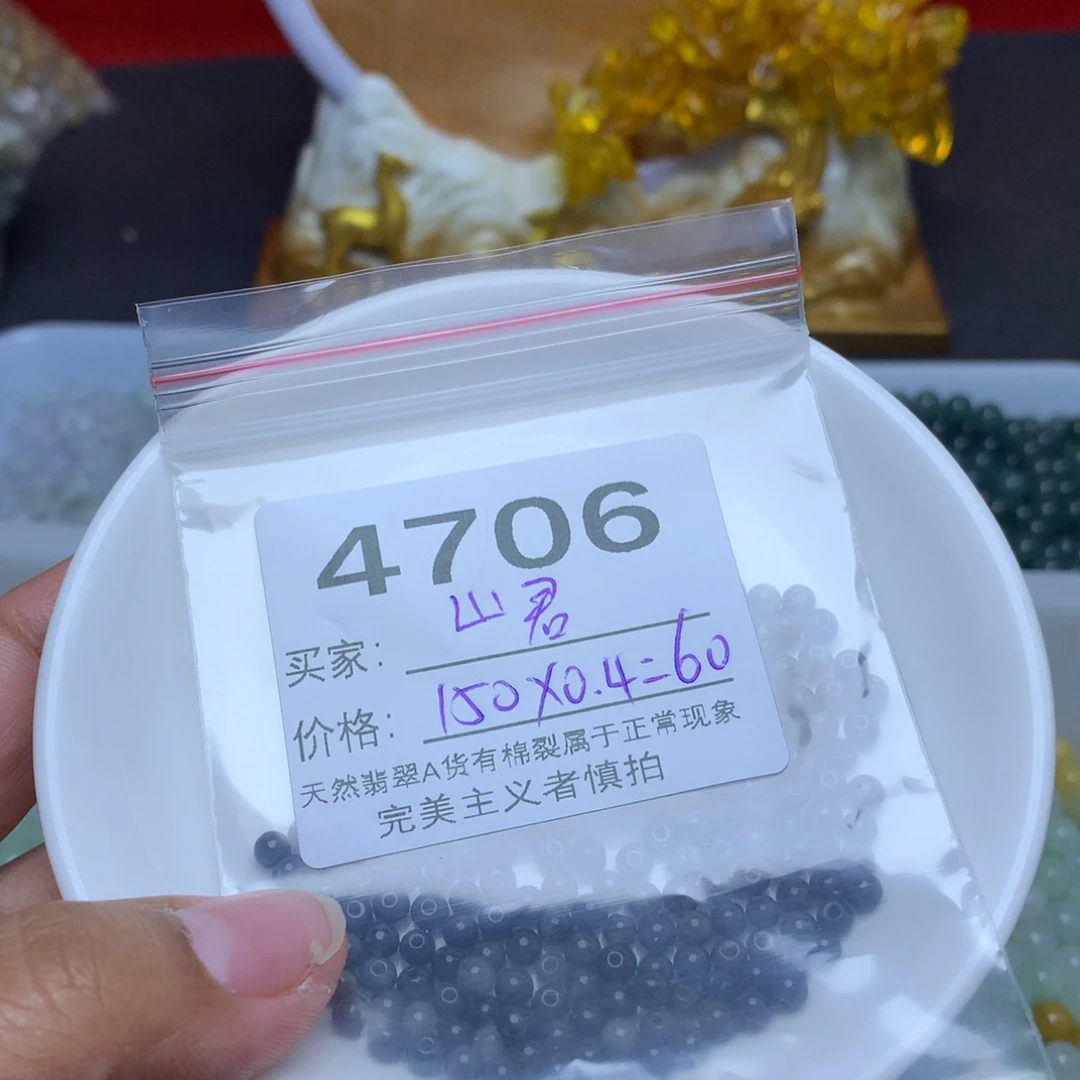 4706
买家：山君
价格：150X0.4=60
天然翡翠A货有棉裂属于正常现象
完美主义者慎拍